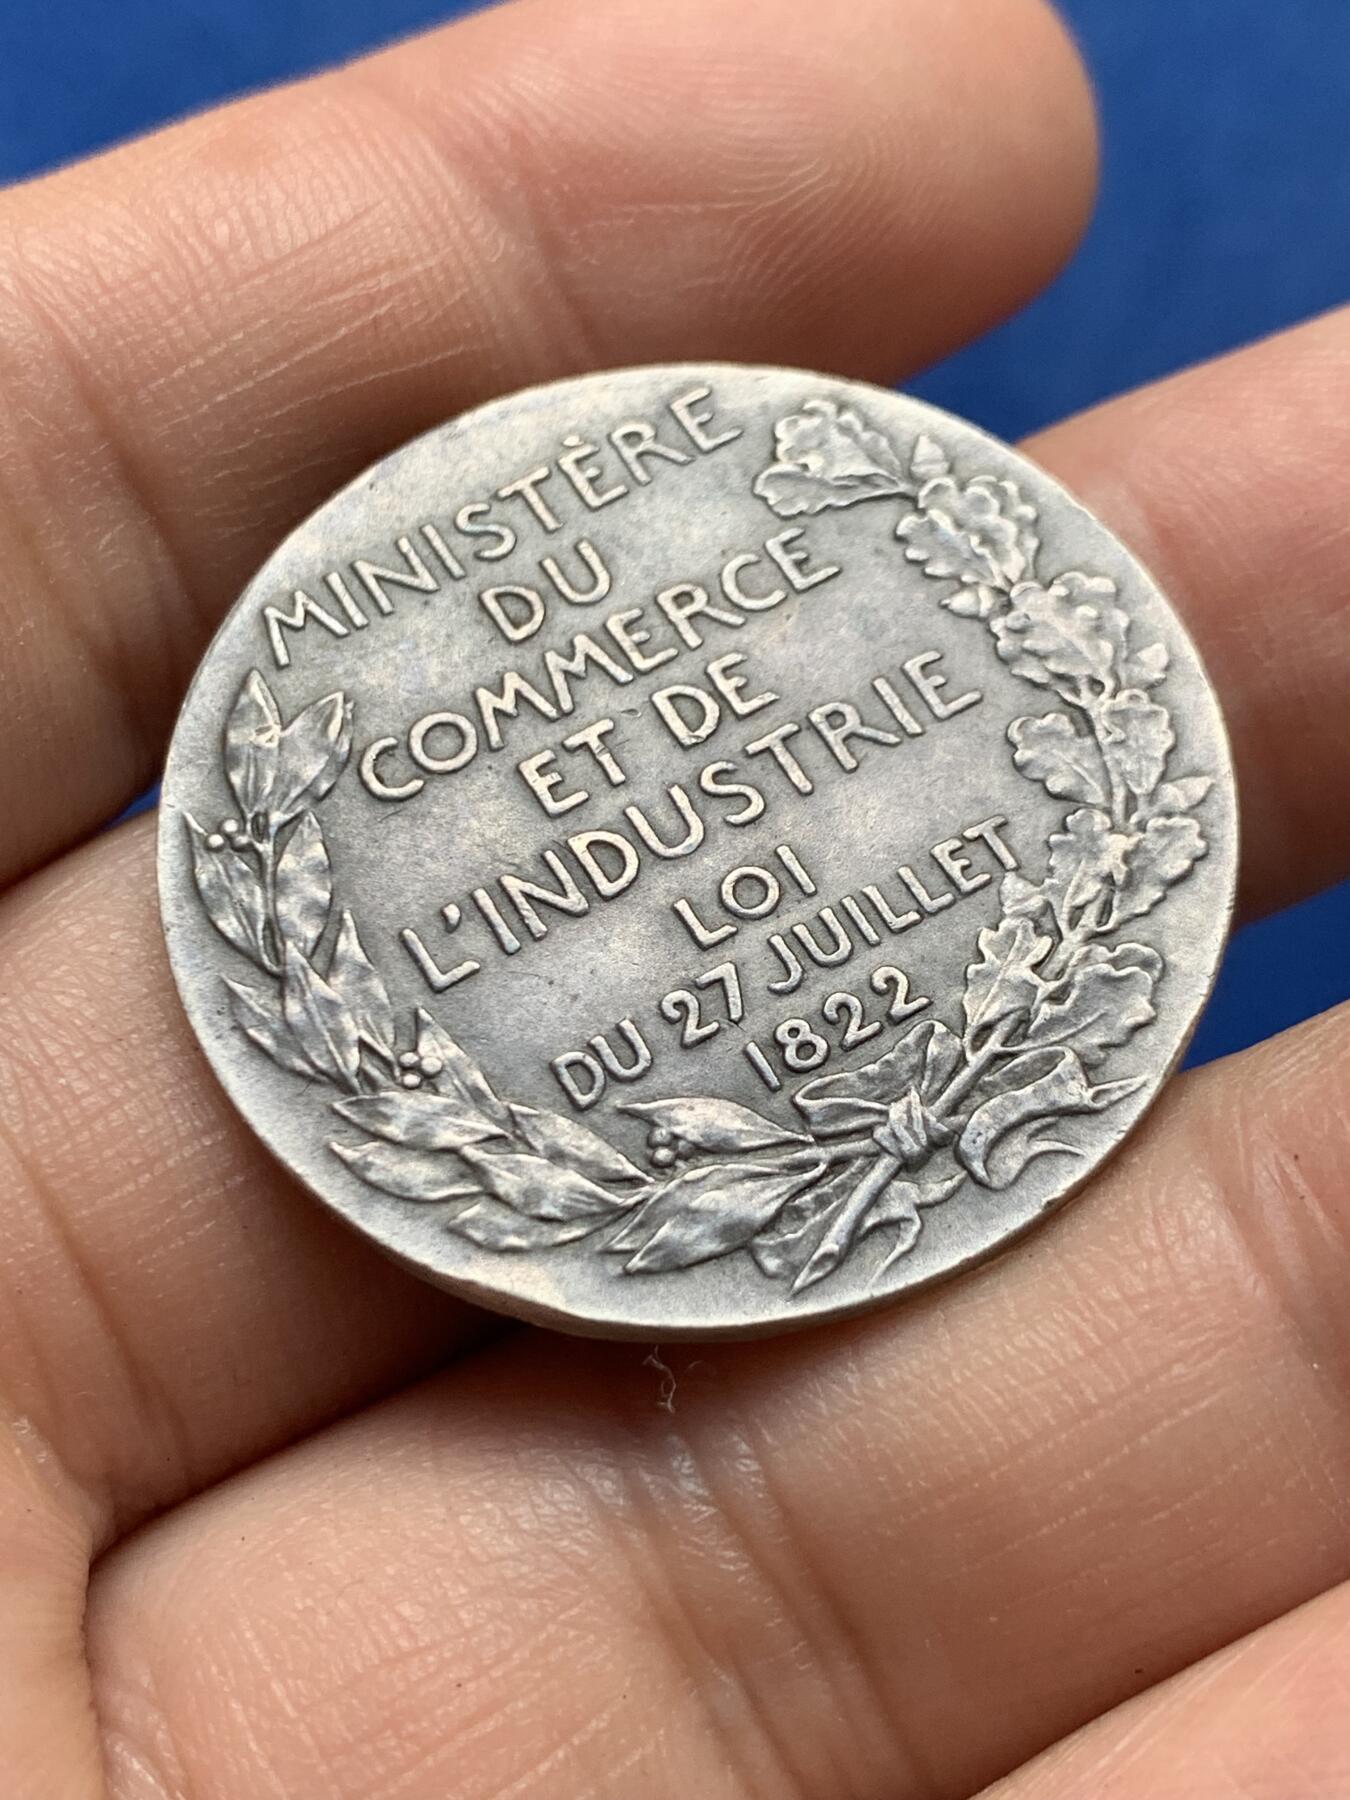 MINISTÈRE
DU
COMMERCE
ET DE
L'INDUSTRIE
LOI
DU 27 JUILLET
1822